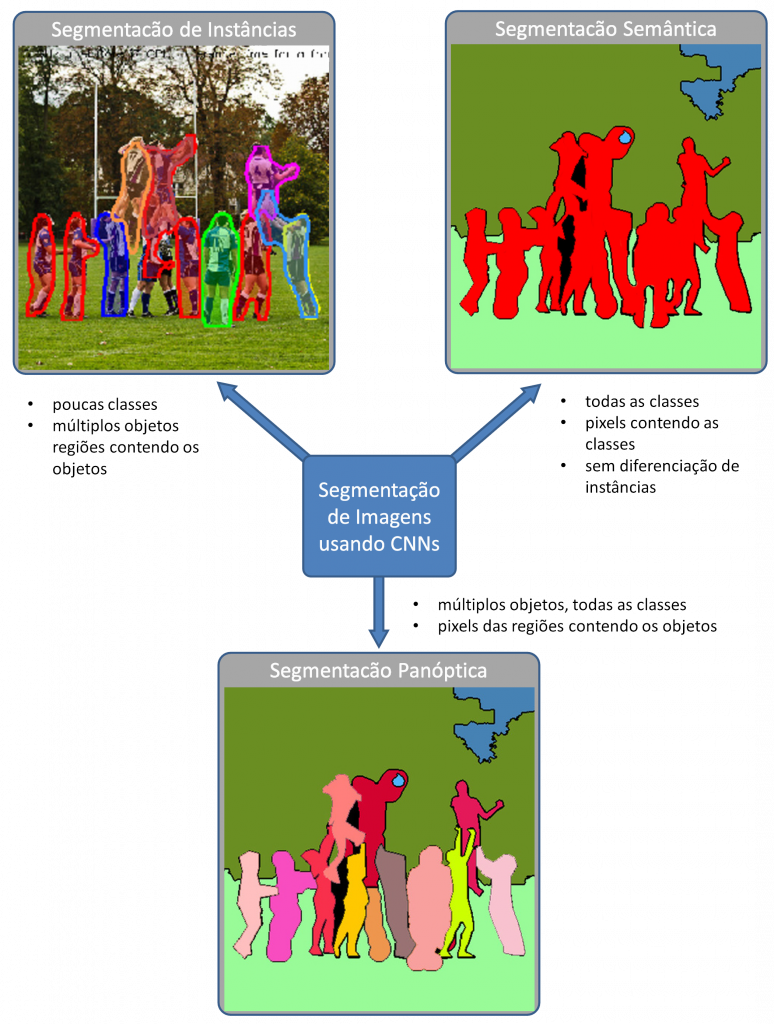 Segmentacão de Instâncias
Segmentacão Semântica
• poucas classes
• múltiplos objetos
regiões contendo os
objetos
• todas as classes
• pixels contendo as
classes
• sem diferenciação de
instâncias
Segmentação
de Imagens
usando CNNs
• múltiplos objetos, todas as classes
• pixels das regiões contendo os objetos
Segmentacão Panóptica